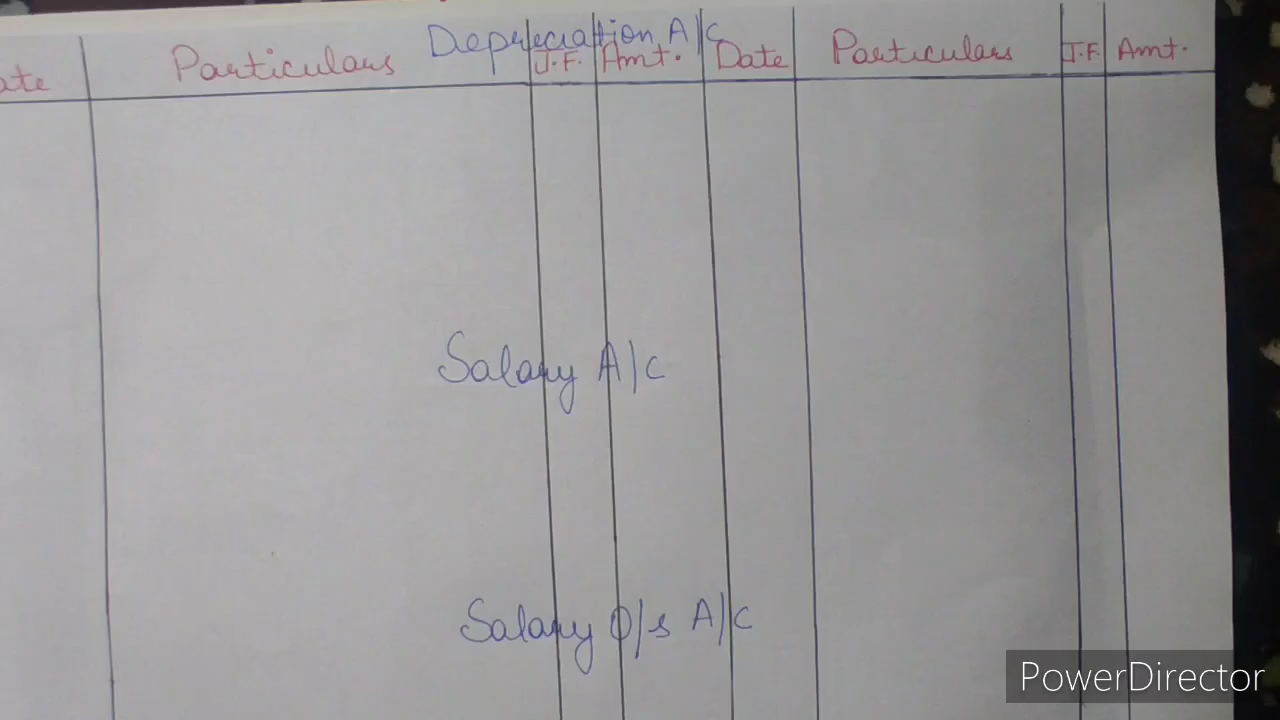 Depreciation A/c
ate Particulars J.F. Amt. Date Particulars J.F. Amt.
Salary A/c
Salary O/s A/c
PowerDirector